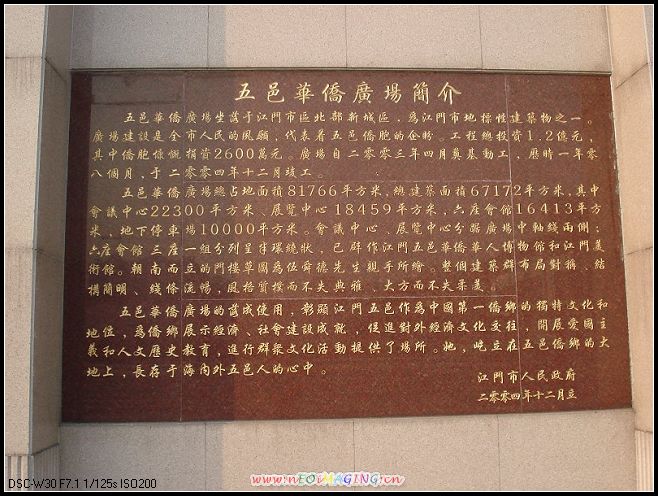 五邑華僑廣場簡介
五邑華僑廣場坐落于江門市區北部新城區，爲江門市地標性建築物之一。
廣場建設是全市人民的夙願，代表着五邑僑胞的企盼。工程總投資1.2億元，
其中僑胞慷慨捐資2600萬元。廣場自二零零三年四月奠基動工，歷時一年零
八個月，于二零零四年十二月竣工。
五邑華僑廣場總占地面積81766平方米，總建築面積67172平方米，其中
會議中心22300平方米、展覽中心18459平方米，六座會館16413平方
米，地下停車場10000平方米。會議中心、展覽中心分踞廣場中軸綫兩側；
六座會館三座一組分列呈半環繞狀，已辟作江門五邑華僑華人博物館和江門美
術館。朝南而立的門樓草圖爲伍舜德先生親手所繪。整個建築群布局對稱、結
構簡明、綫條流暢，風格質樸而不失典雅、大方而不失柔美。
五邑華僑廣場的落成使用，彰顯江門五邑作爲中國第一僑鄉的獨特文化和
地位，爲僑鄉展示經濟、社會建設成就，促進對外經濟文化交往，開展愛國主
義和人文歷史教育，進行群衆文化活動提供了場所。她，屹立在五邑僑鄉的大
地上，長存于海内外五邑人的心中。
江門市人民政府
二零零四年十二月立
DSC-W30 F7.1 1/125s ISO200
www.nEOiMAGING.cn